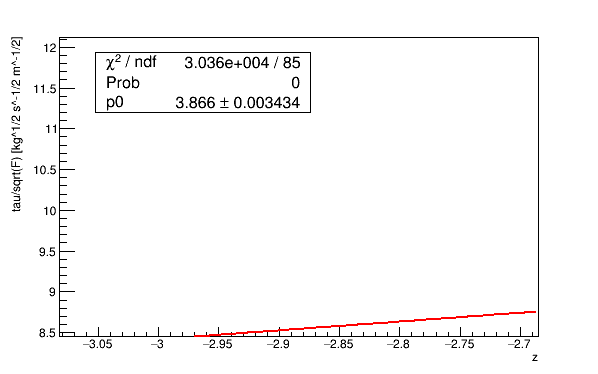 12
χ² / ndf 3.036e+004 / 85
Prob 0
p0 3.866 ± 0.003434
11.5
11
10.5
10
9.5
9
8.5
tau/sqrt(F) [kg^1/2 s^-1/2 m^-1/2]
−3.05 −3 −2.95 −2.9 −2.85 −2.8 −2.75 −2.7
z